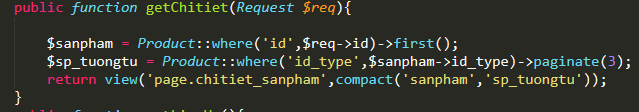 public function getChitiet(Request $req){
$sanpham = Product::where('id',$req->id)->first();
$sp_tuongtu = Product::where('id_type',$sanpham->id_type)->paginate(3);
return view('page.chitiet_sanpham',compact('sanpham','sp_tuongtu'));
}